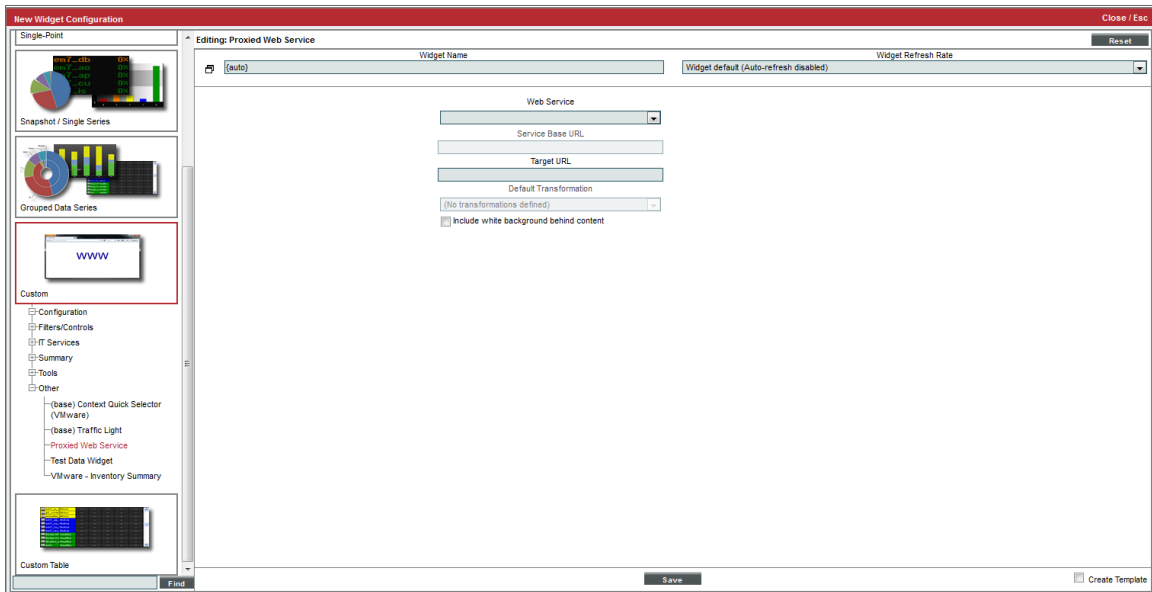 New Widget Configuration
Close / Esc
Single-Point
Editing: Proxied Web Service
Reset
Widget Name
Widget Refresh Rate
{auto}
Widget default (Auto-refresh disabled)
Snapshot / Single Series
Web Service
Service Base URL
Target URL
Default Transformation
(No transformations defined)
Include white background behind content
Grouped Data Series
www
Custom
Configuration
Filters/Controls
IT Services
Summary
Tools
Other
(base) Context Quick Selector
(VMware)
(base) Traffic Light
Proxied Web Service
Test Data Widget
VMware - Inventory Summary
Custom Table
Find
Save
Create Template